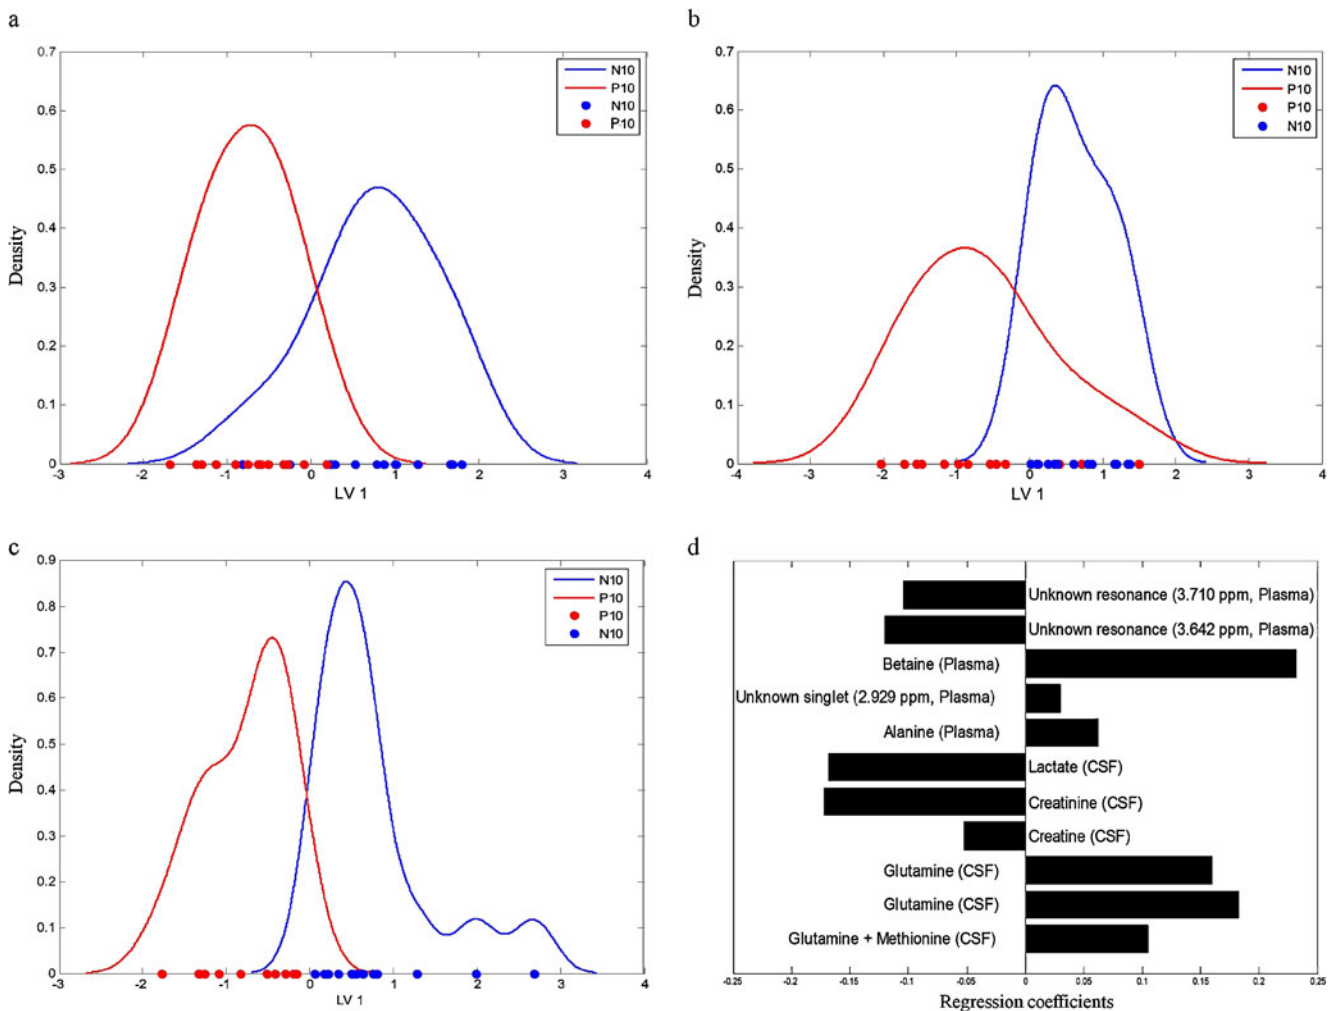 a
0.7
0.6
0.5
0.4
0.3
0.2
0.1
0
-3
-2
-1
0
1
2
3
4
Density
LV 1
N10
P10
N10
P10
b
0.7
0.6
0.5
0.4
0.3
0.2
0.1
0
-4
-3
-2
-1
0
1
2
3
4
Density
LV 1
N10
P10
P10
N10
c
0.9
0.8
0.7
0.6
0.5
0.4
0.3
0.2
0.1
0
-3
-2
-1
0
1
2
3
4
Density
LV 1
N10
P10
P10
N10
d
Unknown resonance (3.710 ppm, Plasma)
Unknown resonance (3.642 ppm, Plasma)
Betaine (Plasma)
Unknown singlet (2.929 ppm, Plasma)
Alanine (Plasma)
Lactate (CSF)
Creatinine (CSF)
Creatine (CSF)
Glutamine (CSF)
Glutamine (CSF)
Glutamine + Methionine (CSF)
-0.25
-0.2
-0.15
-0.1
-0.05
0
0.05
0.1
0.15
0.2
0.25
Regression coefficients